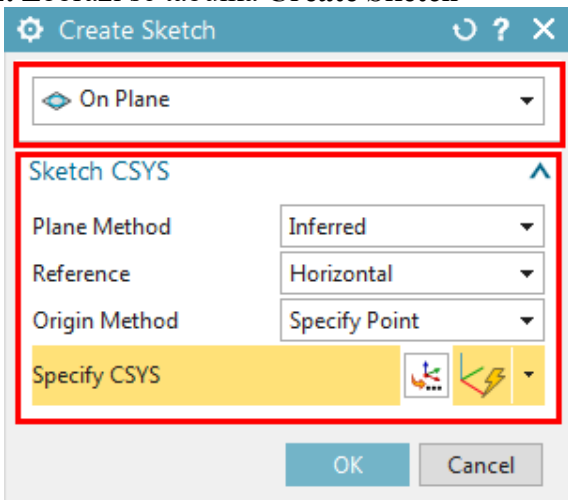 Create Sketch
On Plane
Sketch CSYS
Plane Method Inferred
Reference Horizontal
Origin Method Specify Point
Specify CSYS
OK Cancel